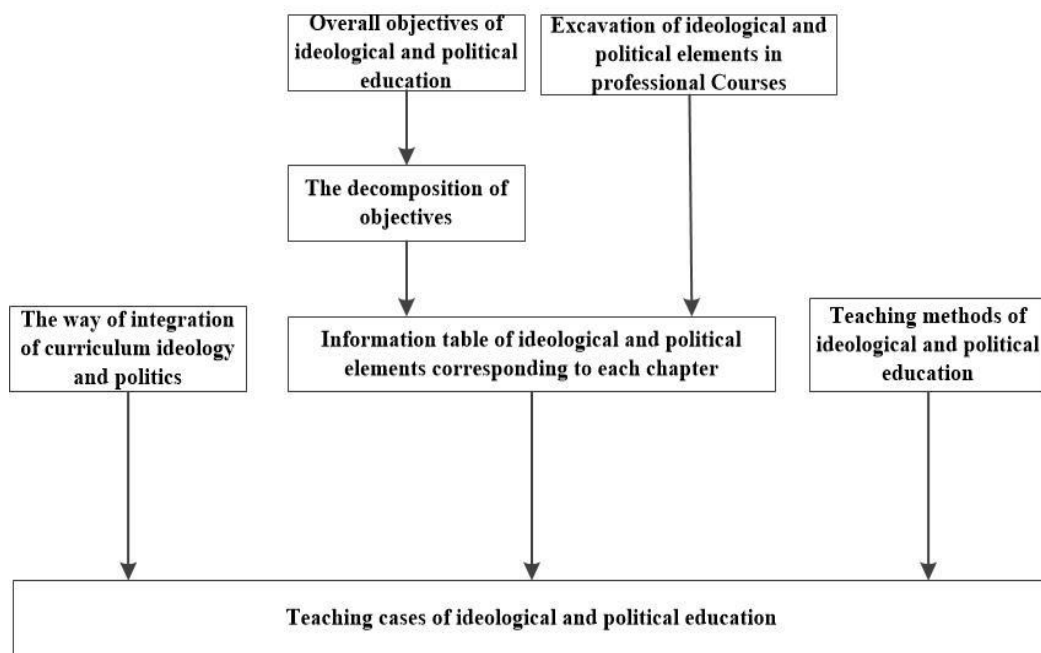 Overall objectives of
ideological and political
education
Excavation of ideological and
political elements in
professional Courses
The decomposition of
objectives
The way of integration
of curriculum ideology
and politics
Information table of ideological and political
elements corresponding to each chapter
Teaching methods of
ideological and political
education
Teaching cases of ideological and political education